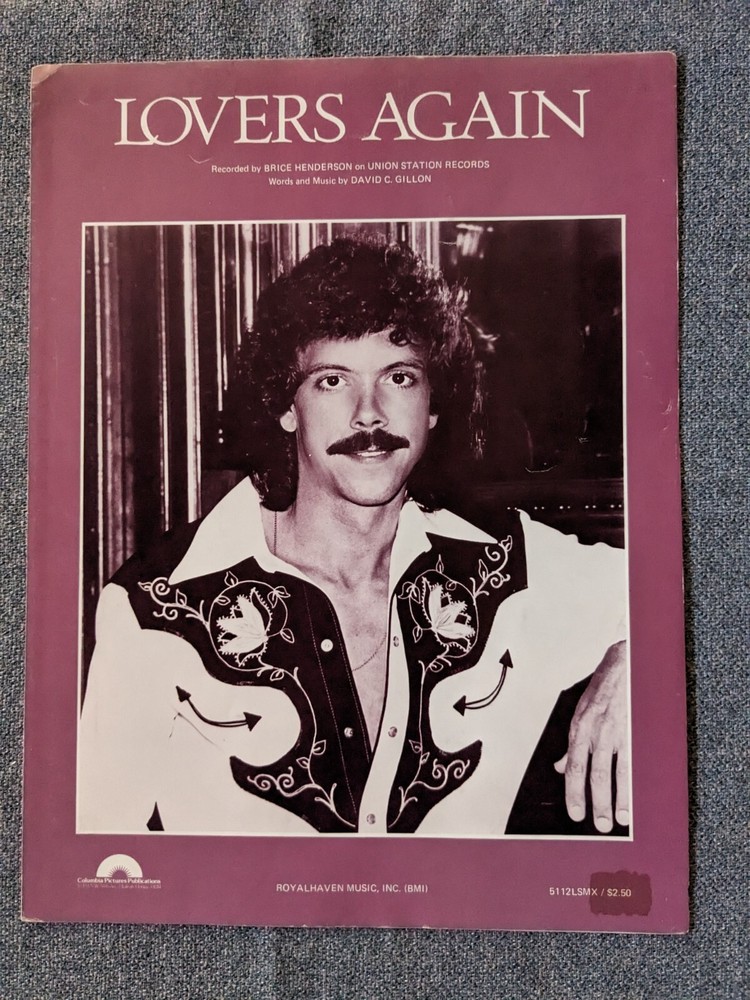 LOVERS AGAIN
Recorded by BRICE HENDERSON on UNION STATION RECORDS
Words and Music by DAVID C. GILLON
Columbia Pictures Publications
ROYALHAVEN MUSIC, INC. (BMI)
5112LSMX / $2.50